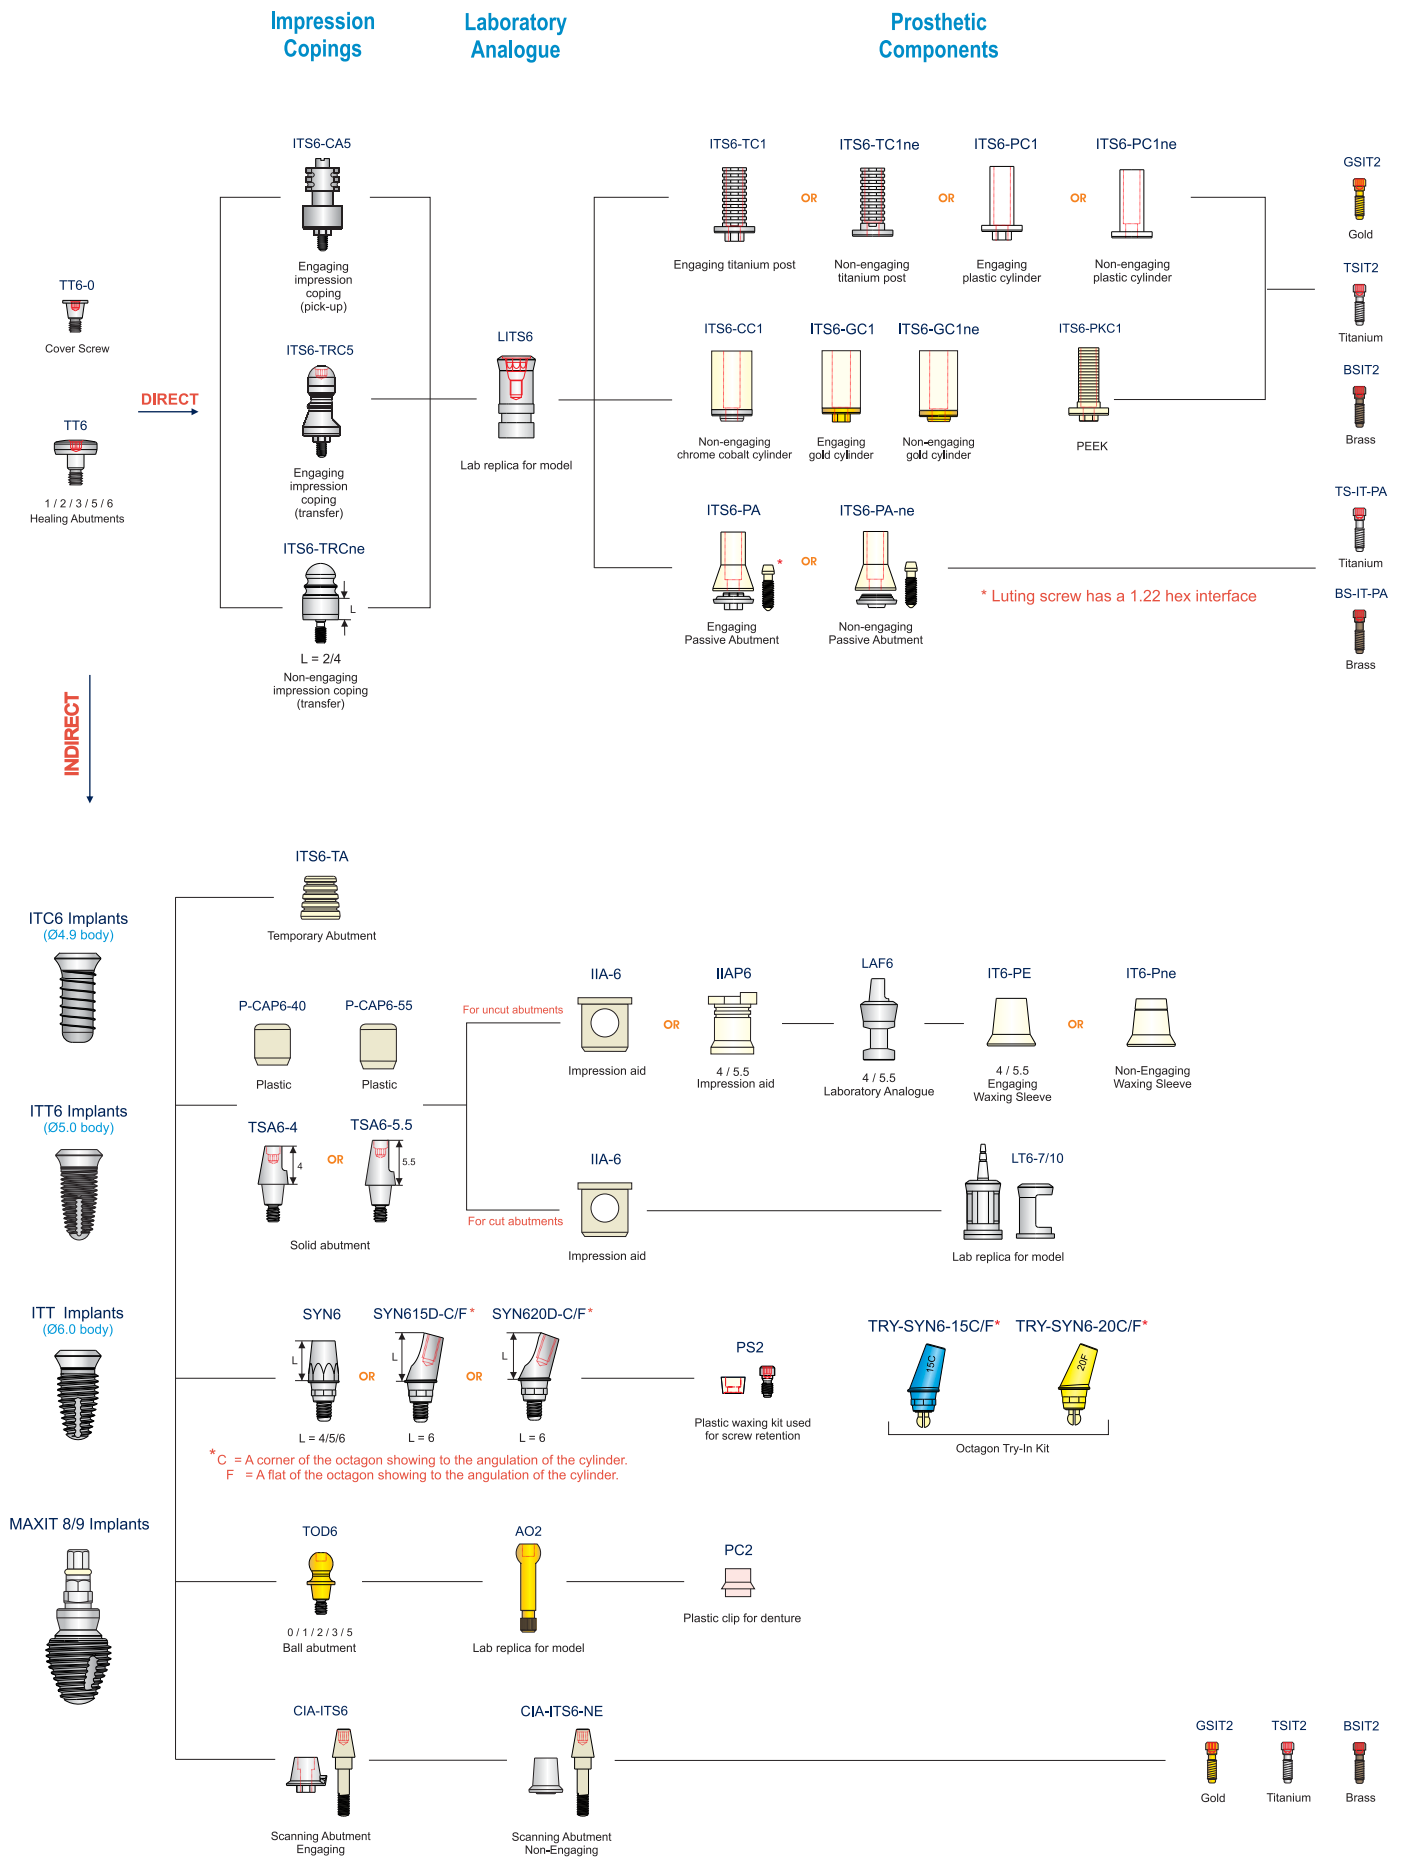 Impression
Copings
Laboratory
Analogue
Prosthetic
Components
ITS6-CA5
Engaging
impression
coping
(pick-up)
ITS6-TC1
Engaging titanium post
OR
ITS6-TC1ne
Non-engaging
titanium post
OR
ITS6-PC1
Engaging
plastic cylinder
OR
ITS6-PC1ne
Non-engaging
plastic cylinder
GSIT2
Gold
TT6-0
Cover Screw
TSIT2
Titanium
DIRECT
ITS6-TRC5
Engaging
impression
coping
(transfer)
LITS6
Lab replica for model
ITS6-CC1
Non-engaging
chrome cobalt cylinder
ITS6-GC1
Engaging
gold cylinder
ITS6-GC1ne
Non-engaging
gold cylinder
ITS6-PKC1
PEEK
BSIT2
Brass
TT6
1 / 2 / 3 / 5 / 6
Healing Abutments
ITS6-TRCne
L
L = 2/4
Non-engaging
impression coping
(transfer)
ITS6-PA
*
Engaging
Passive Abutment
OR
ITS6-PA-ne
Non-engaging
Passive Abutment
* Luting screw has a 1.22 hex interface
TS-IT-PA
Titanium
BS-IT-PA
Brass
INDIRECT
ITS6-TA
Temporary Abutment
ITC6 Implants
(Ø4.9 body)
P-CAP6-40
Plastic
P-CAP6-55
Plastic
For uncut abutments
IIA-6
Impression aid
OR
IIAP6
4 / 5.5
Impression aid
LAF6
4 / 5.5
Laboratory Analogue
IT6-PE
4 / 5.5
Engaging
Waxing Sleeve
OR
IT6-Pne
Non-Engaging
Waxing Sleeve
ITT6 Implants
(Ø5.0 body)
TSA6-4
4
OR
TSA6-5.5
5.5
Solid abutment
For cut abutments
IIA-6
Impression aid
LT6-7/10
Lab replica for model
ITT Implants
(Ø6.0 body)
SYN6
L
L = 4/5/6
OR
SYN615D-C/F*
L
L = 6
OR
SYN620D-C/F*
L
L = 6
PS2
Plastic waxing kit used
for screw retention
TRY-SYN6-15C/F*
15C
TRY-SYN6-20C/F*
20F
Octagon Try-In Kit
*C = A corner of the octagon showing to the angulation of the cylinder.
F = A flat of the octagon showing to the angulation of the cylinder.
MAXIT 8/9 Implants
TOD6
0 / 1 / 2 / 3 / 5
Ball abutment
AO2
Lab replica for model
PC2
Plastic clip for denture
CIA-ITS6
Scanning Abutment
Engaging
CIA-ITS6-NE
Scanning Abutment
Non-Engaging
GSIT2
Gold
TSIT2
Titanium
BSIT2
Brass